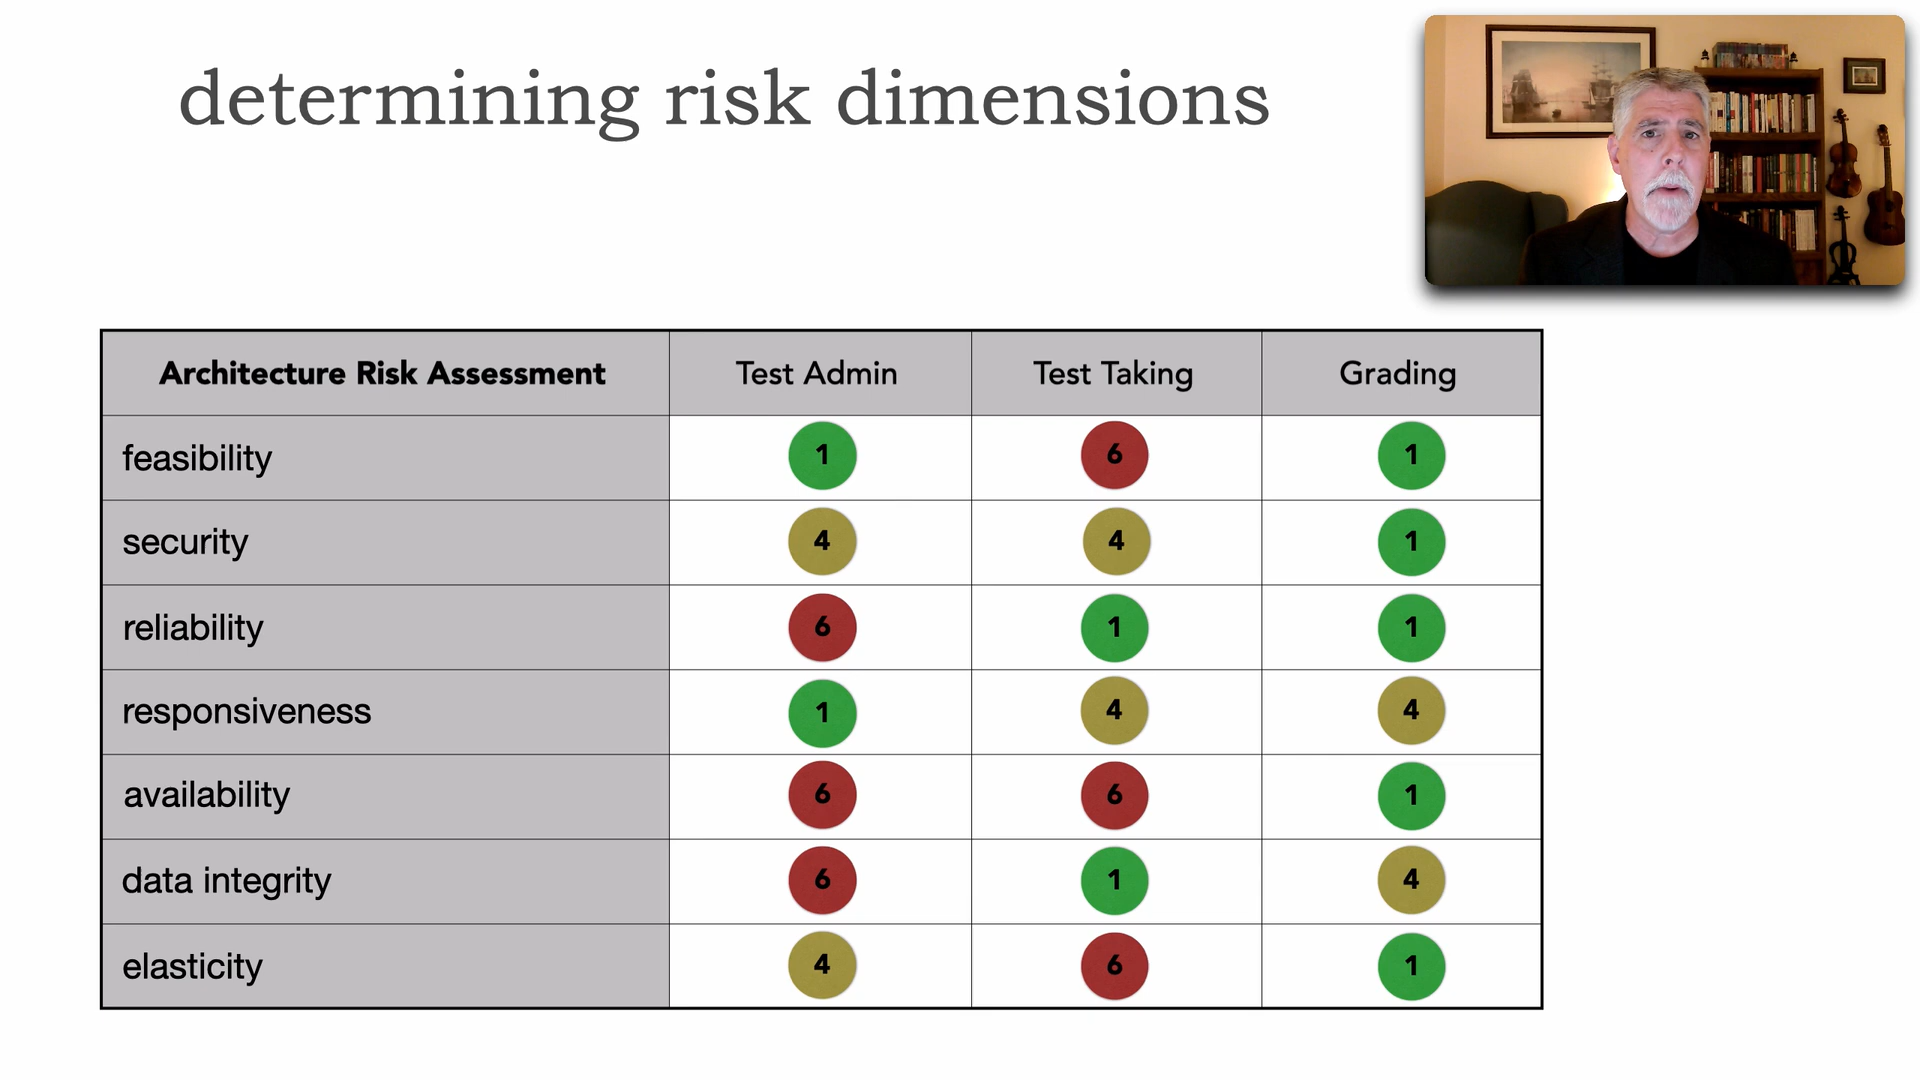 determining risk dimensions
Architecture Risk Assessment Test Admin Test Taking Grading
feasibility 1 6 1
security 4 4 1
reliability 6 1 1
responsiveness 1 4 4
availability 6 6 1
data integrity 6 1 4
elasticity 4 6 1